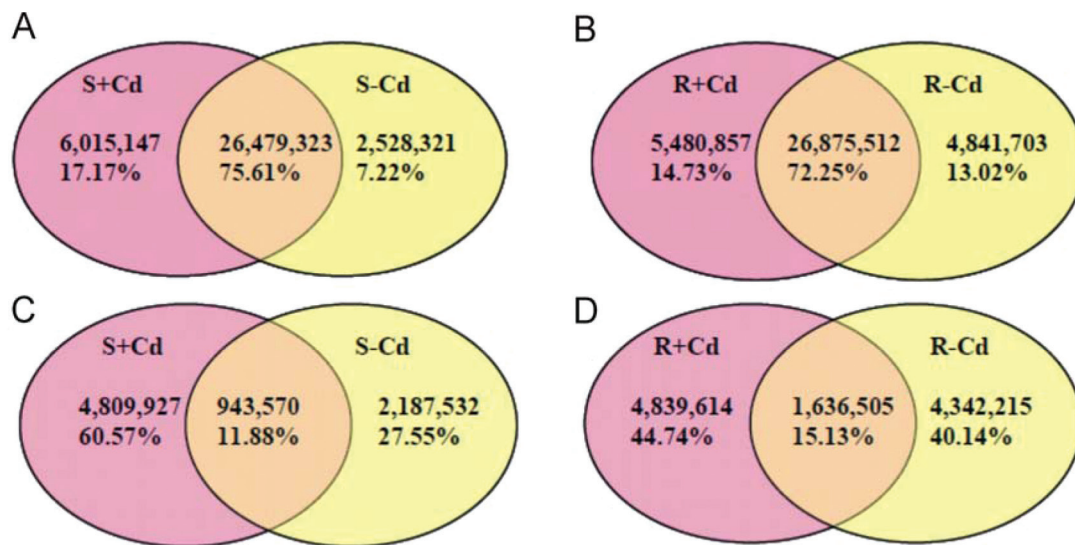 A
S+Cd
S-Cd
6,015,147
17.17%
26,479,323
75.61%
2,528,321
7.22%
B
R+Cd
R-Cd
5,480,857
14.73%
26,875,512
72.25%
4,841,703
13.02%
C
S+Cd
S-Cd
4,809,927
60.57%
943,570
11.88%
2,187,532
27.55%
D
R+Cd
R-Cd
4,839,614
44.74%
1,636,505
15.13%
4,342,215
40.14%